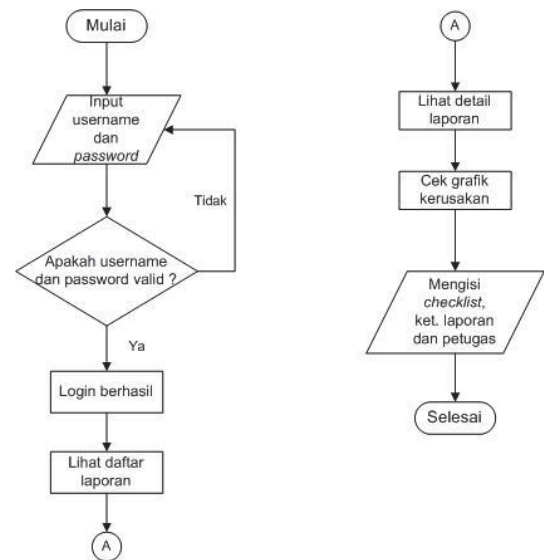 Mulai
Input
username
dan
password
Tidak
Apakah username
dan password valid ?
Ya
Login berhasil
Lihat daftar
laporan
A
A
Lihat detail
laporan
Cek grafik
kerusakan
Mengisi
checklist,
ket. laporan
dan petugas
Selesai